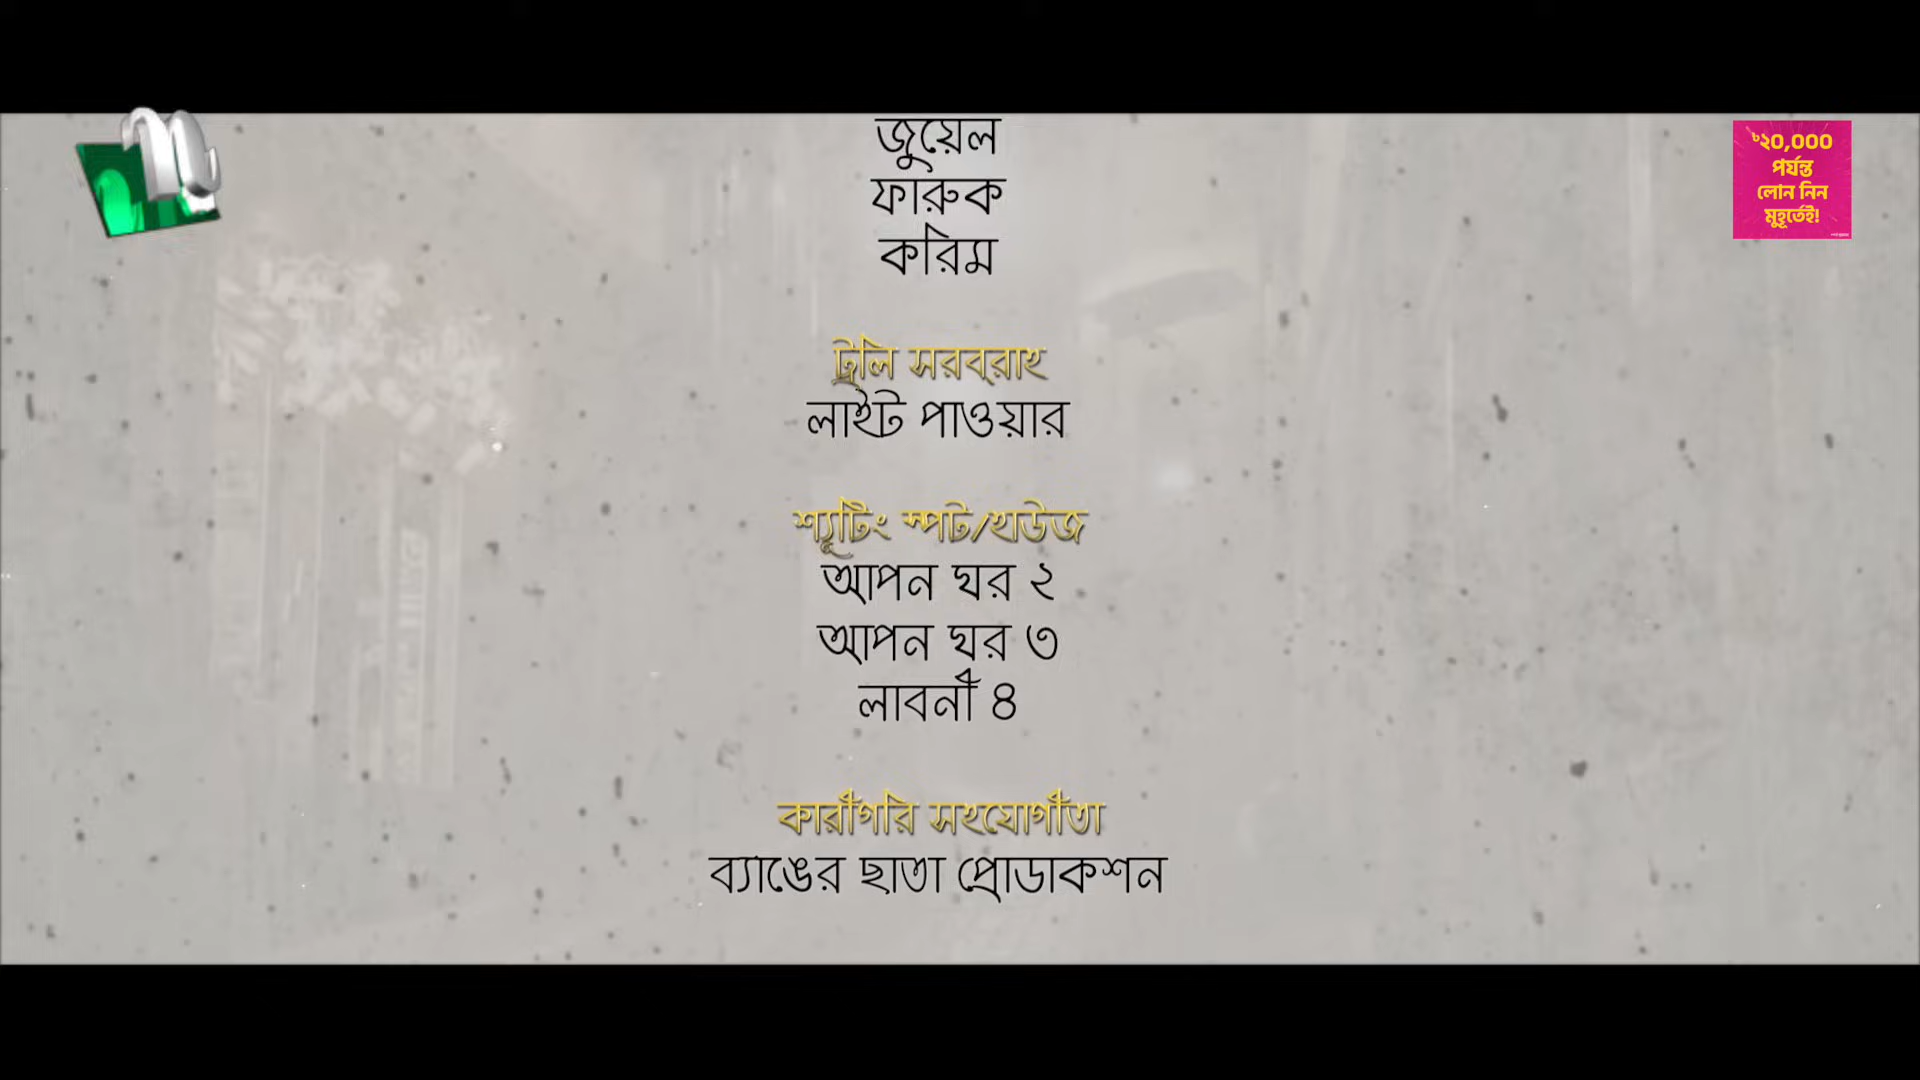 জুয়েল
ফারুক
করিম
ট্রলি সরব্রাহ
লাইট পাওয়ার
শ্যূটিং স্পট/হাউজ
আপন ঘর ২
আপন ঘর ৩
লাবনী ৪
কারীগরি সহযোগীতা
ব্যাঙের ছাতা প্রোডাকশন
৳২০,০০০
পর্যন্ত
লোন নিন
মুহূর্তেই!